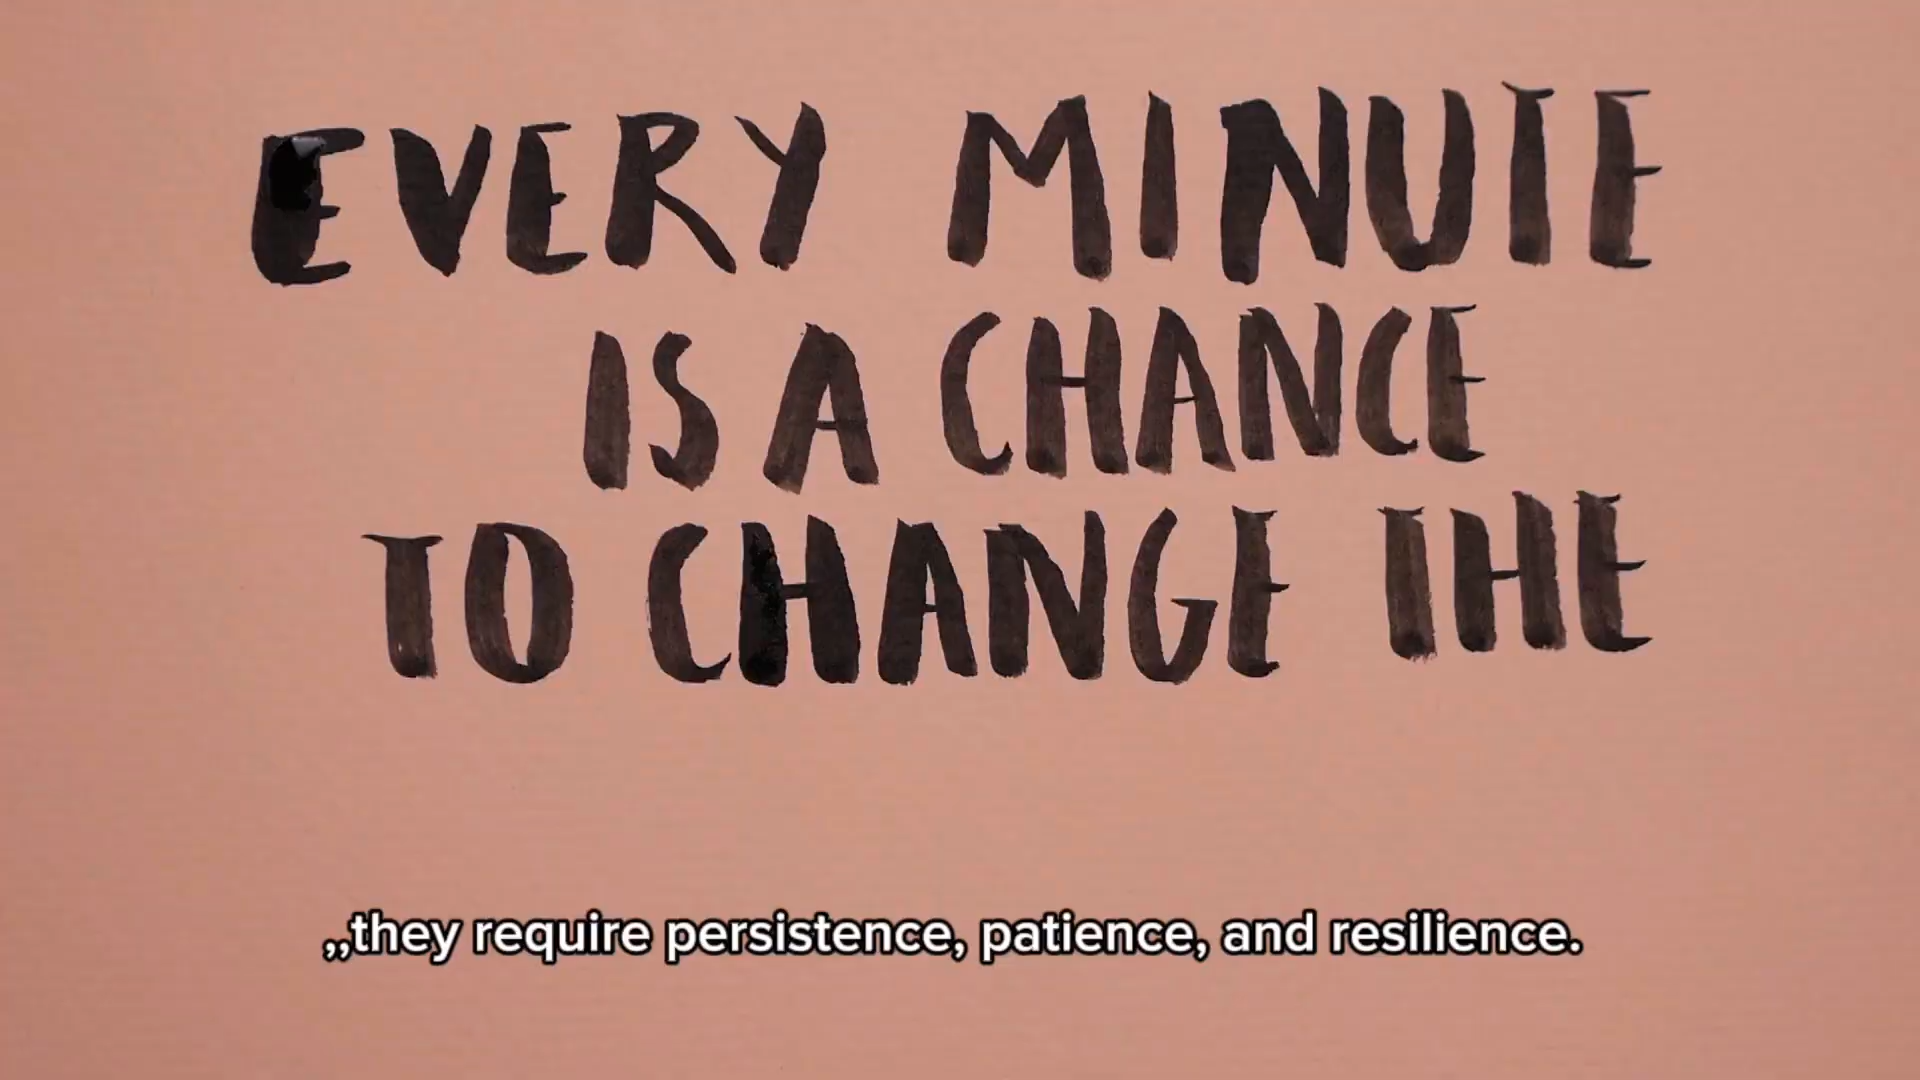 EVERY MINUTE
IS A CHANCE
TO CHANGE THE
,,they require persistence, patience, and resilience.